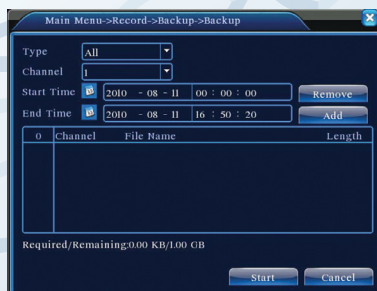 Main Menu->Record->Backup->Backup
Type All
Channel 1
Start Time 2010 - 08 - 11 00 : 00 : 00 Remove
End Time 2010 - 08 - 11 16 : 50 : 20 Add
0 Channel File Name Length
Required/Remaining:0.00 KB/1.00 GB
Start Cancel